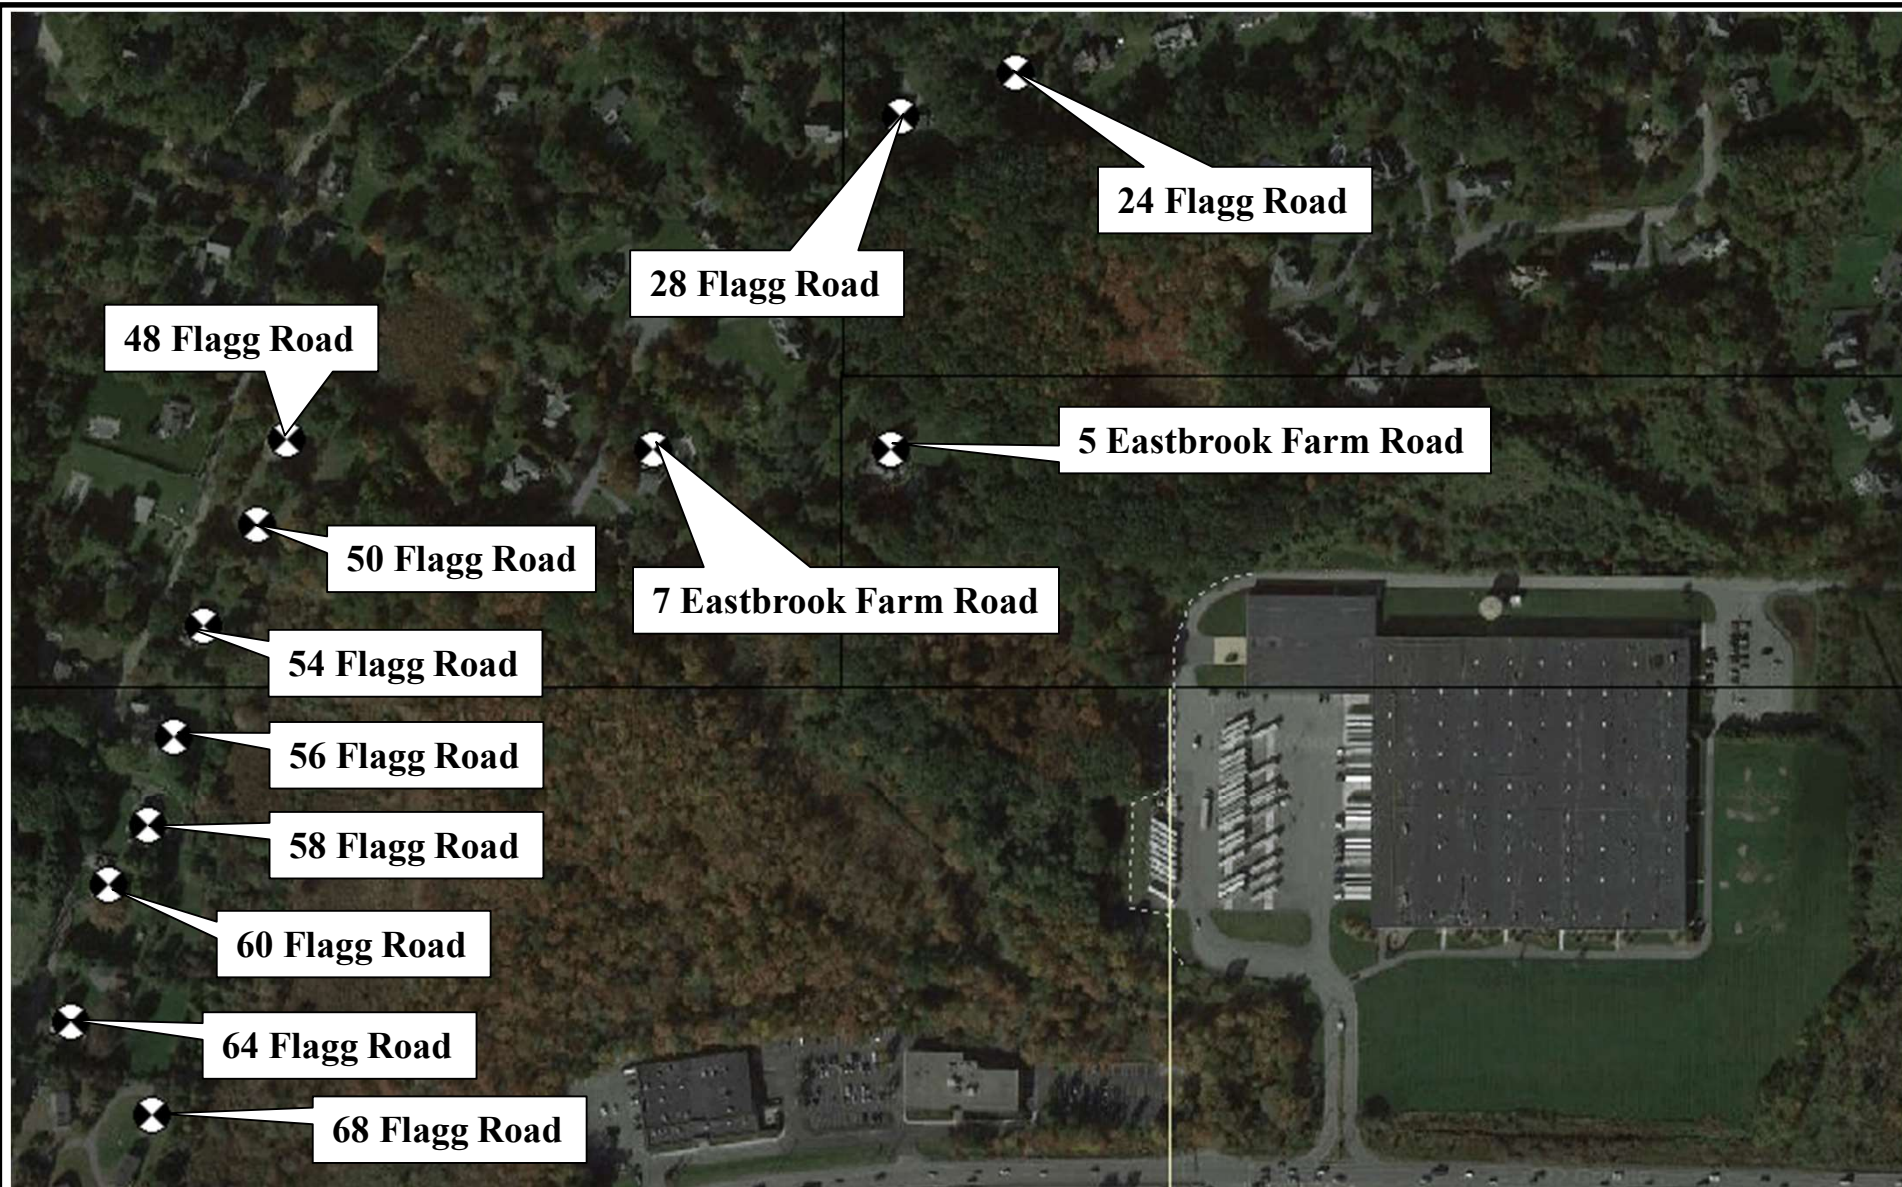 24 Flagg Road
28 Flagg Road
48 Flagg Road
5 Eastbrook Farm Road
50 Flagg Road
7 Eastbrook Farm Road
54 Flagg Road
56 Flagg Road
58 Flagg Road
60 Flagg Road
64 Flagg Road
68 Flagg Road